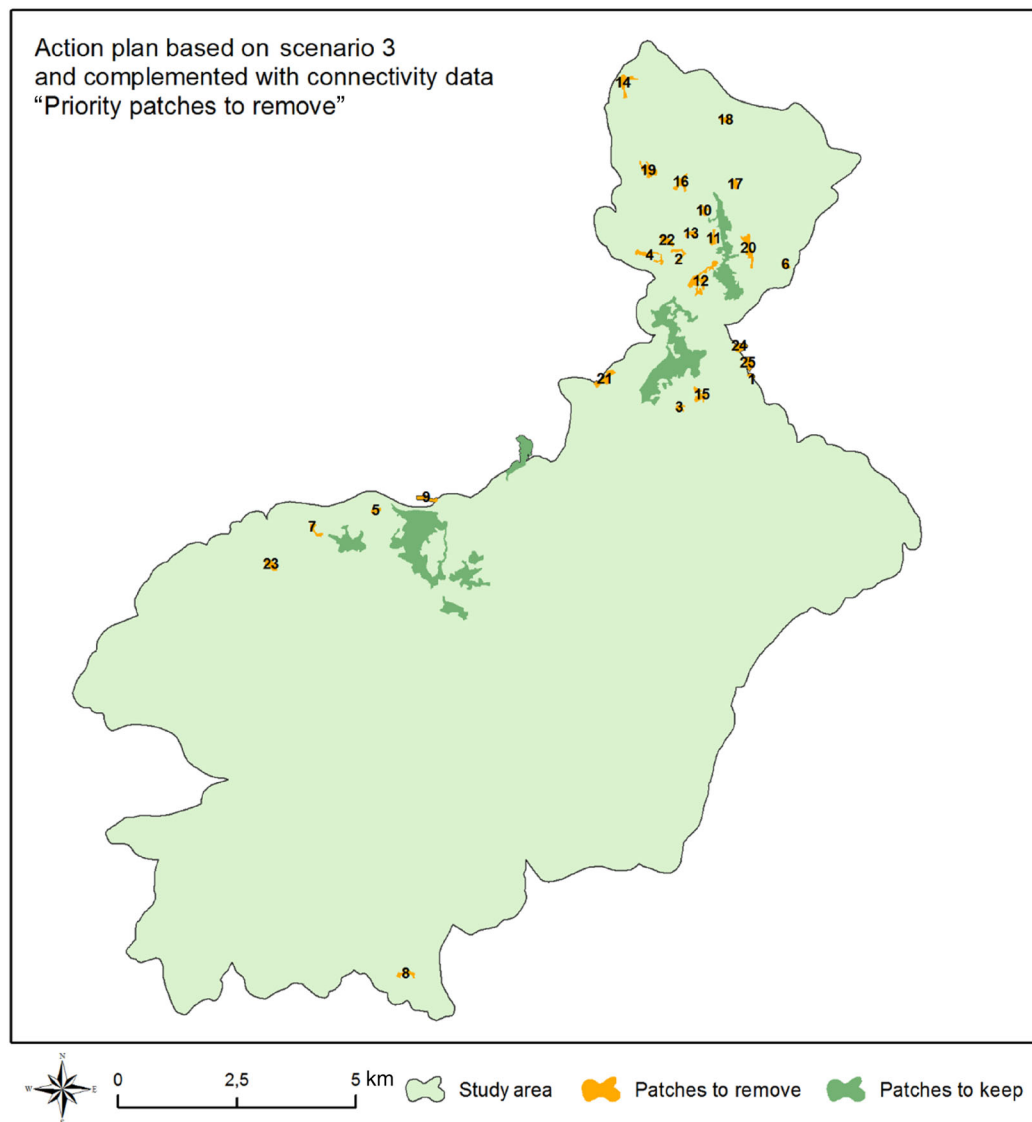 Action plan based on scenario 3
and complemented with connectivity data
“Priority patches to remove”
14
18
19
16
17
10
13
11
22
20
4
2
6
12
24
25
21
1
15
3
9
5
7
23
8
N
W
E
S
0
2,5
5 km
Study area
Patches to remove
Patches to keep